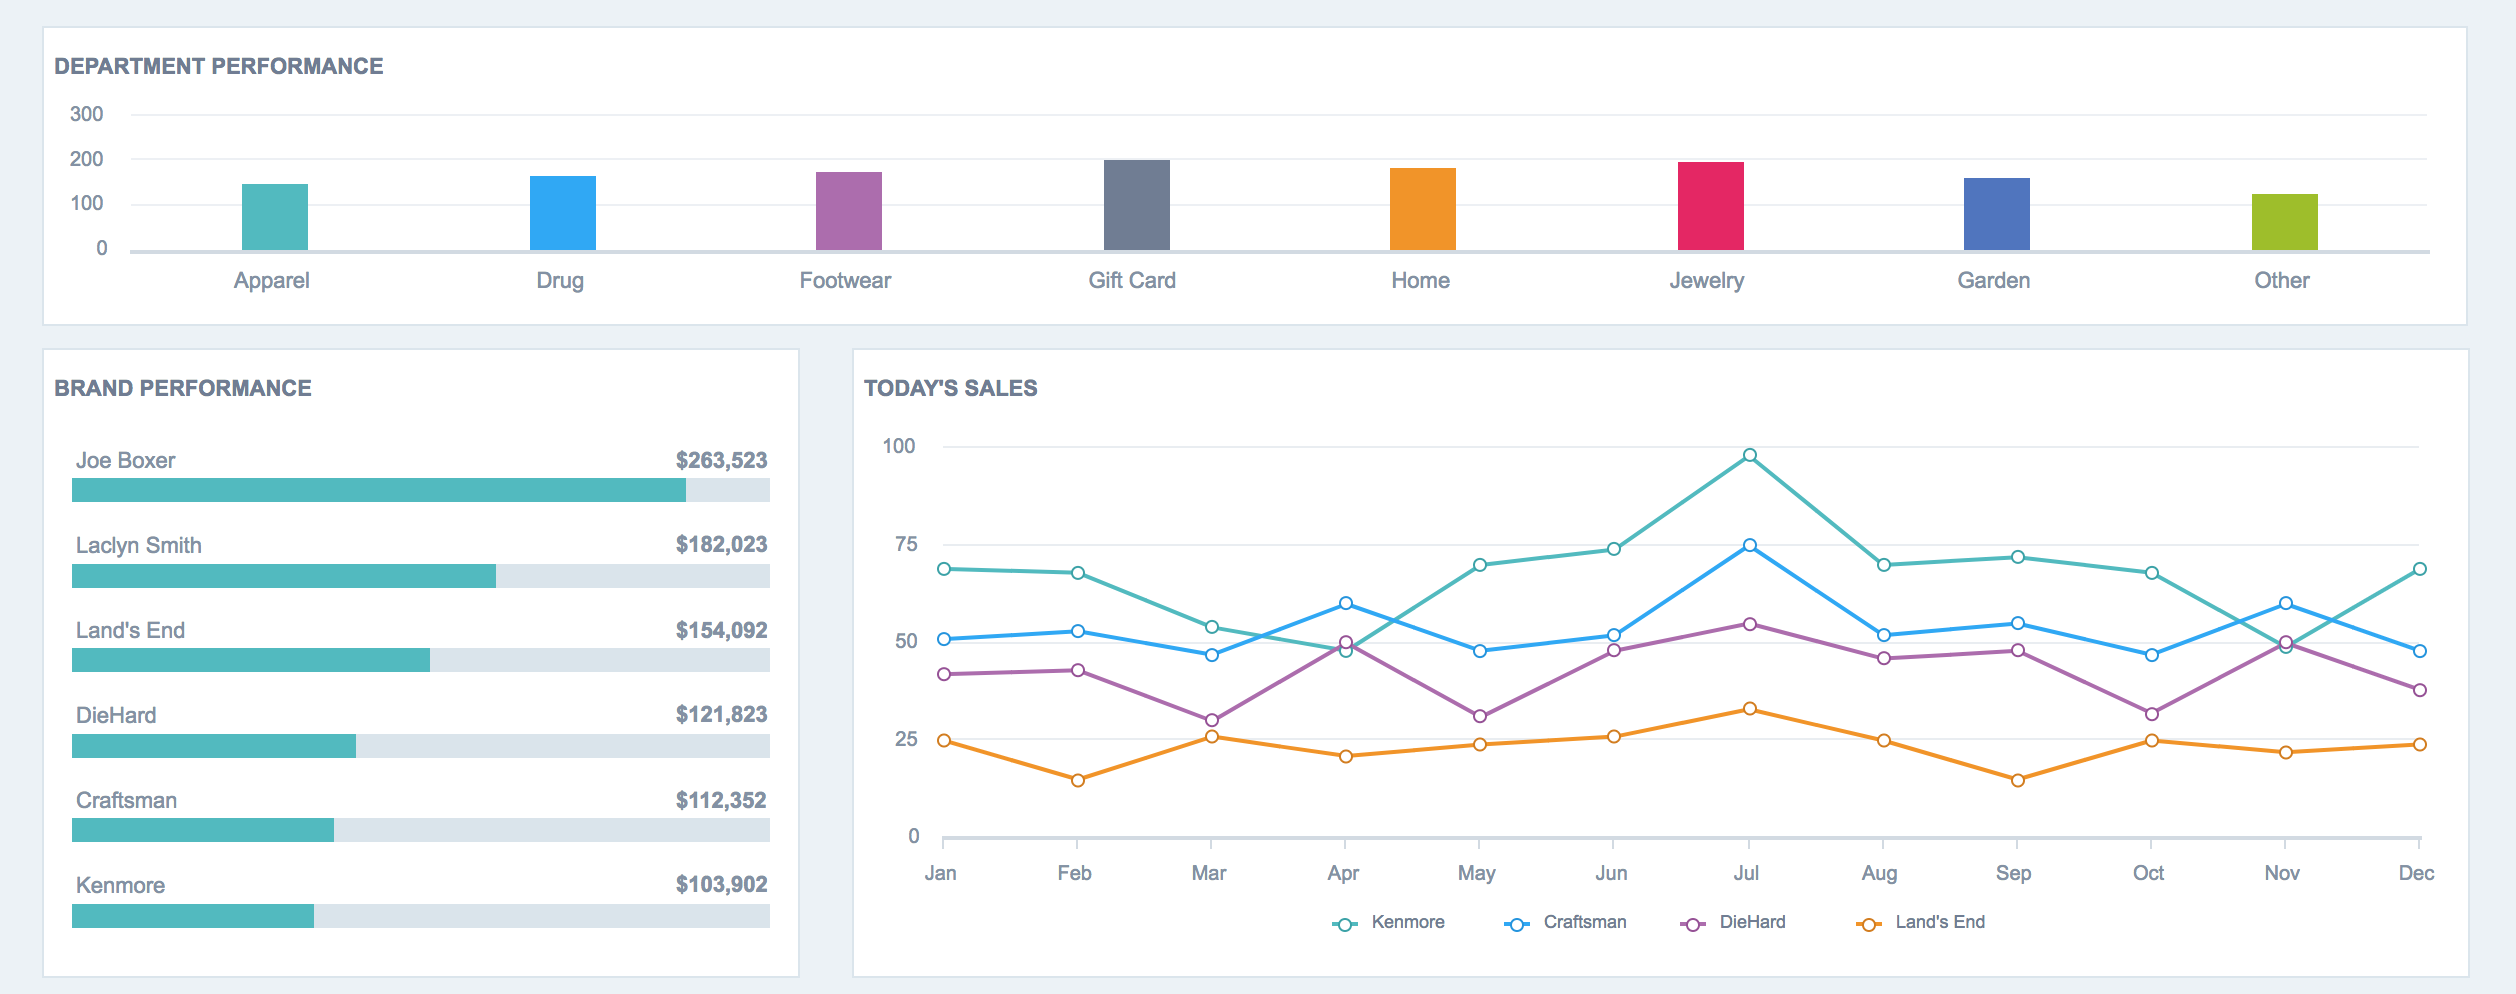 DEPARTMENT PERFORMANCE
300
200
100
0
Apparel Drug Footwear Gift Card Home Jewelry Garden Other
BRAND PERFORMANCE
Joe Boxer $263,523
Laclyn Smith $182,023
Land's End $154,092
DieHard $121,823
Craftsman $112,352
Kenmore $103,902
TODAY'S SALES
100
75
50
25
0
Jan Feb Mar Apr May Jun Jul Aug Sep Oct Nov Dec
Kenmore Craftsman DieHard Land's End